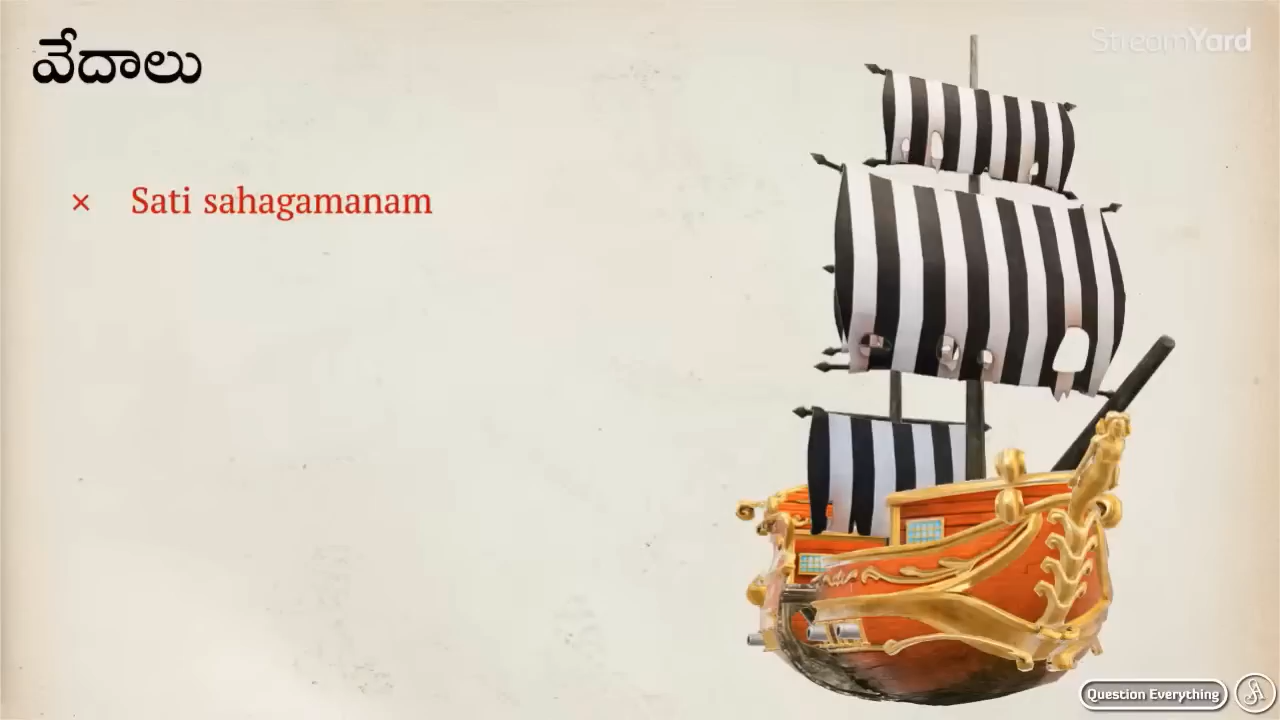 వేదాలు
StreamYard
× Sati sahagamanam
Question Everything